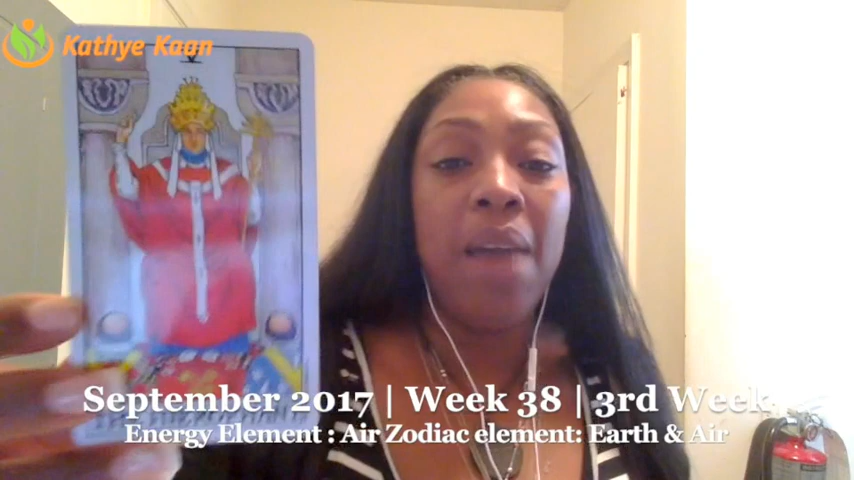 Kathye Kaan
V
September 2017 | Week 38 | 3rd Week
Energy Element : Air Zodiac element: Earth & Air